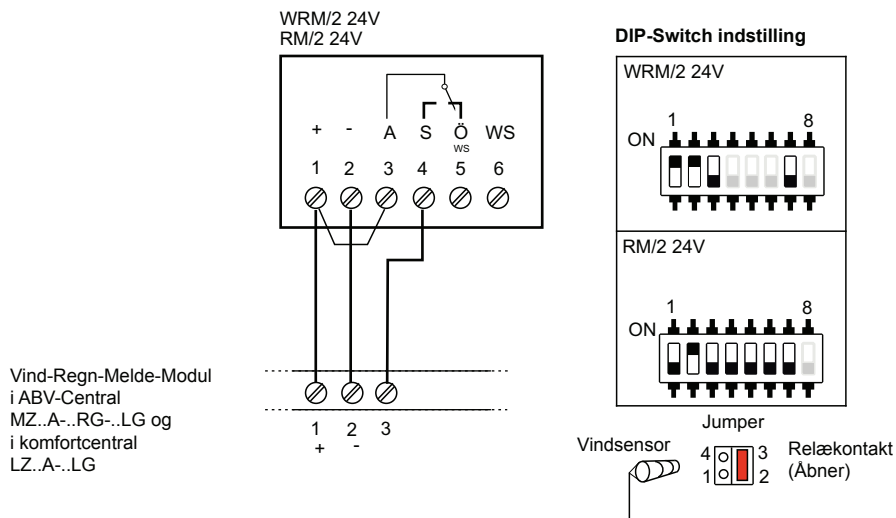 WRM/2 24V
RM/2 24V
+ - A S Ö WS
WS
1 2 3 4 5 6
Vind-Regn-Melde-Modul
i ABV-Central
MZ..A-..RG-..LG og
i komfortcentral
LZ..A-..LG
1 2 3
+ -
DIP-Switch indstilling
WRM/2 24V
1 8
ON
RM/2 24V
1 8
ON
Jumper
Vindsensor
4 3
1 2
Relækontakt
(Åbner)